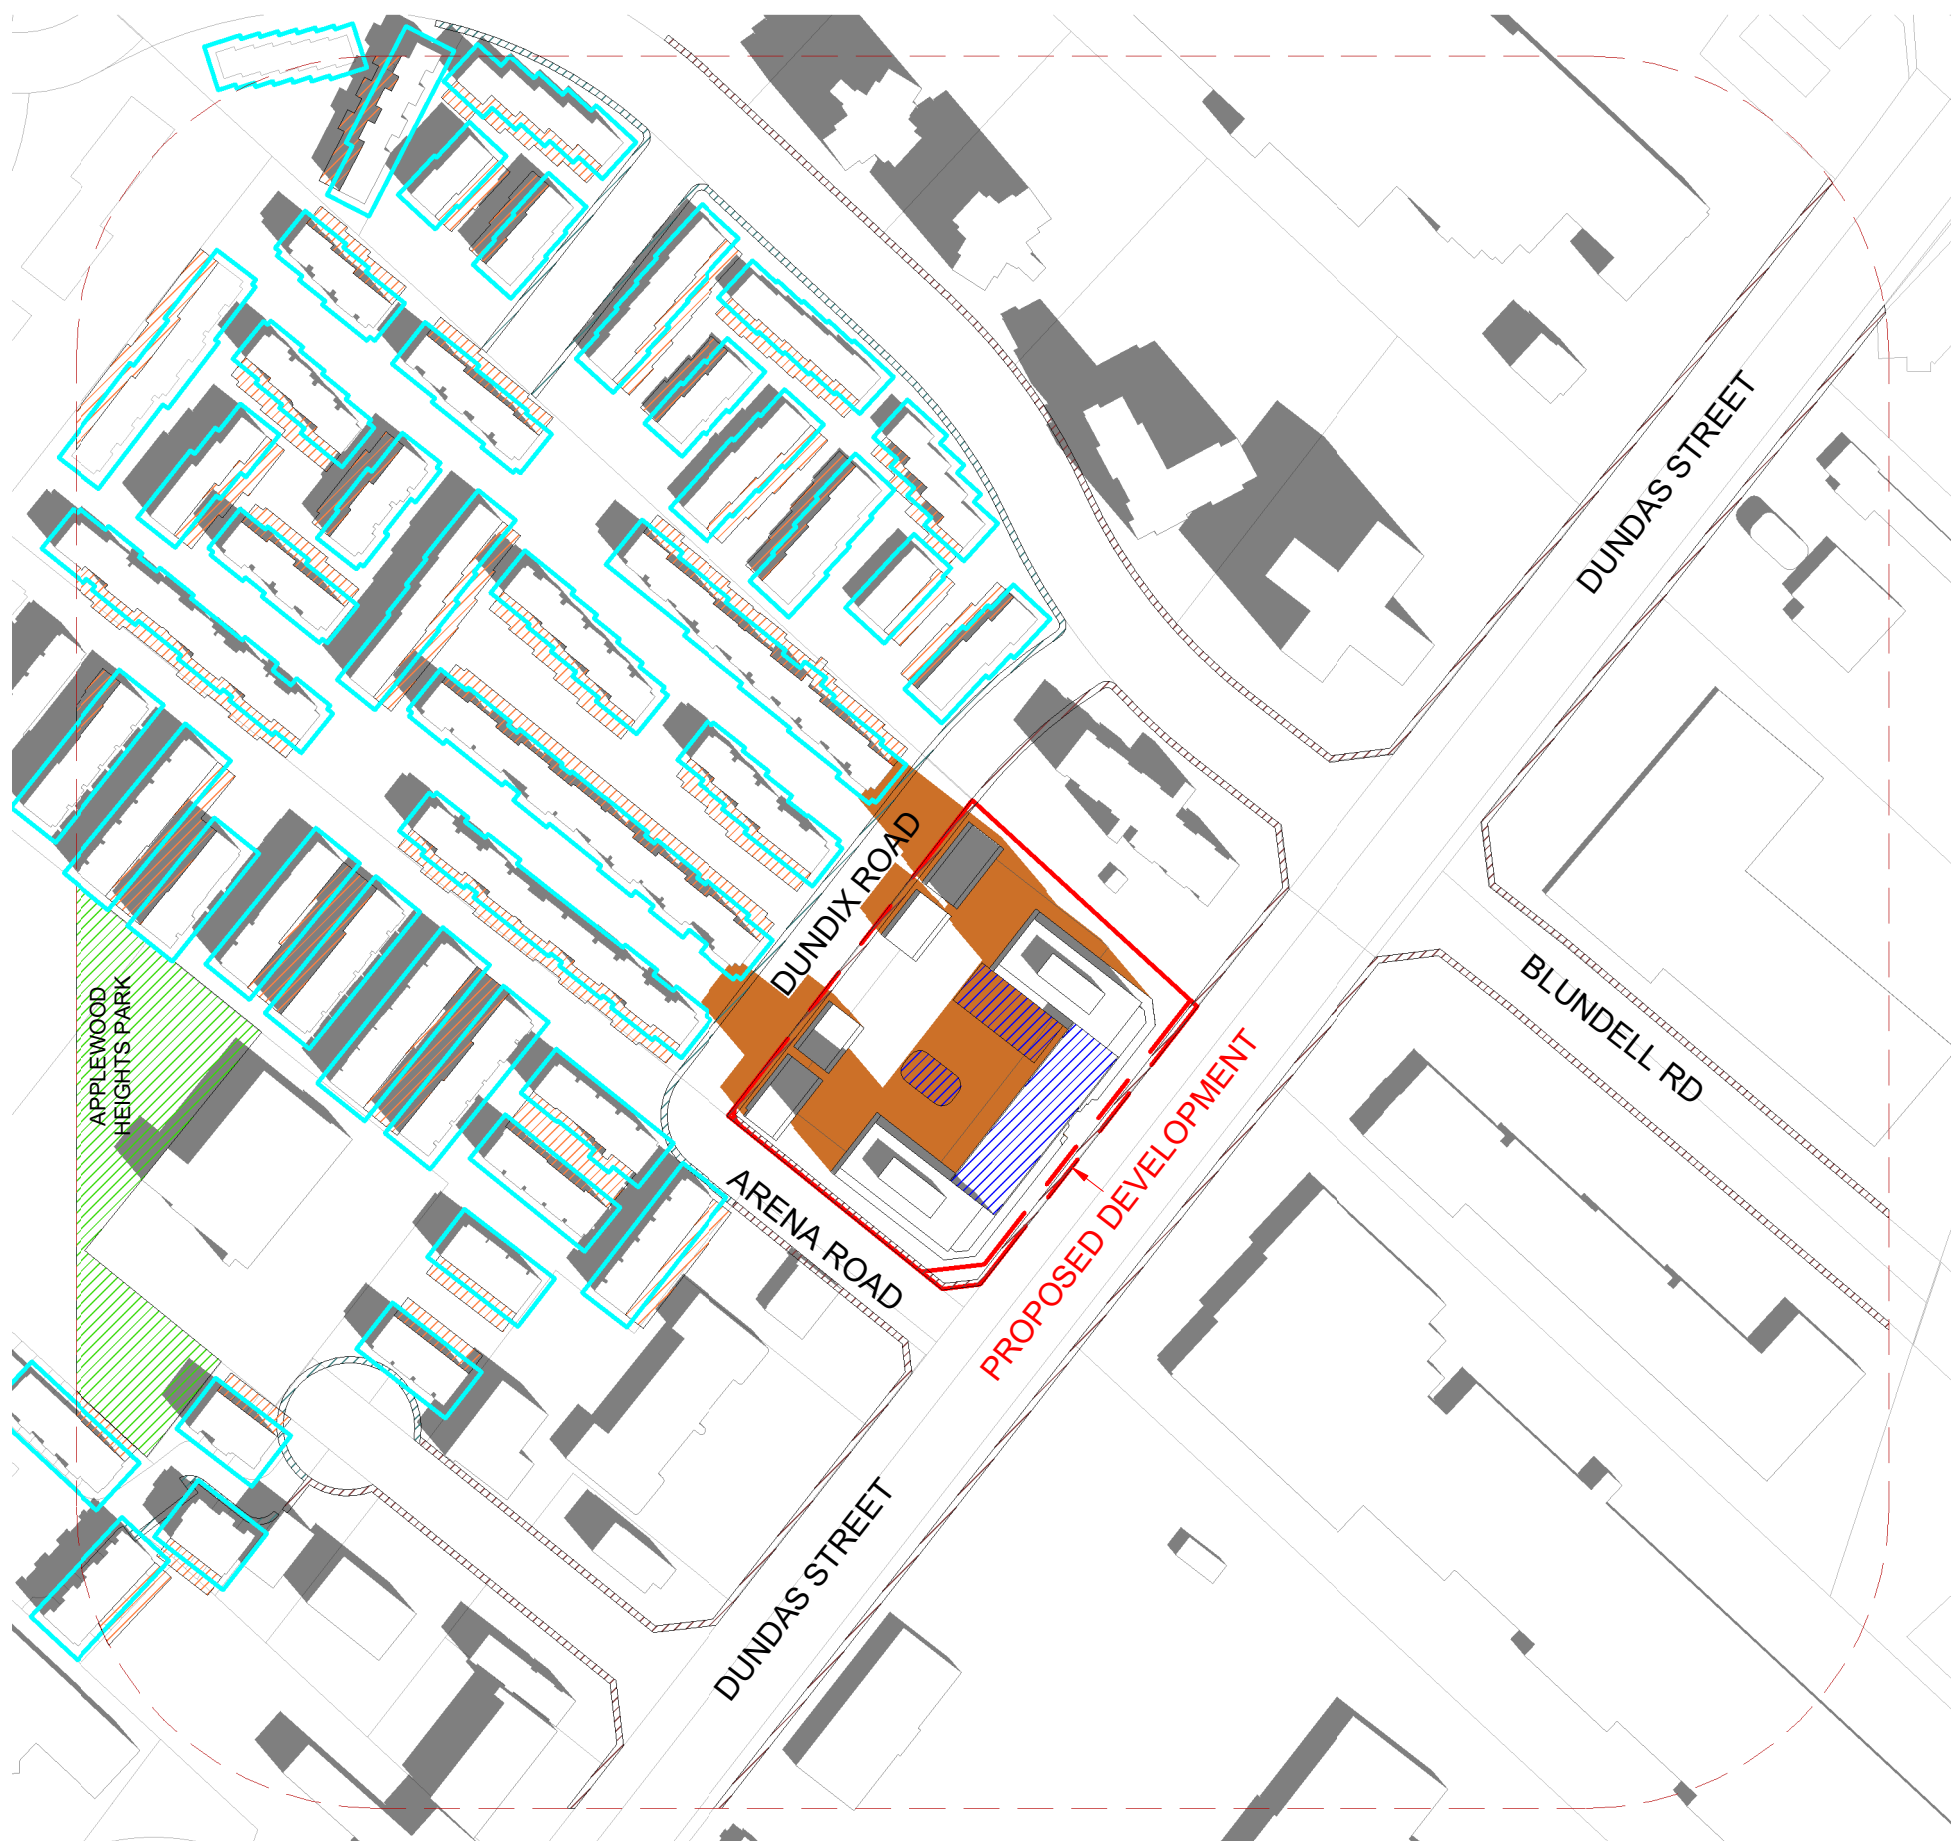 DUNDAS STREET
DUNDIX ROAD
APPLEWOOD
HEIGHTS PARK
BLUNDELL RD
PROPOSED DEVELOPMENT
ARENA ROAD
DUNDAS STREET